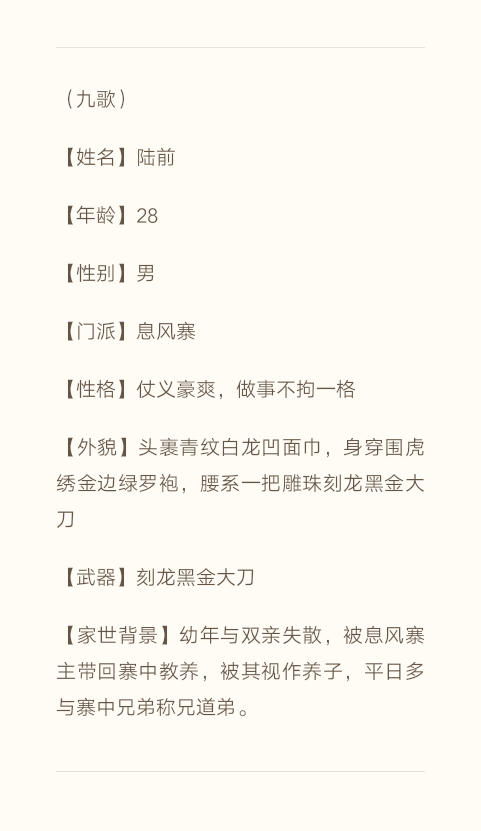 （九歌）
【姓名】陆前
【年龄】28
【性别】男
【门派】息风寨
【性格】仗义豪爽，做事不拘一格
【外貌】头裹青纹白龙凹面巾，身穿围虎
绣金边绿罗袍，腰系一把雕珠刻龙黑金大
刀
【武器】刻龙黑金大刀
【家世背景】幼年与双亲失散，被息风寨
主带回寨中教养，被其视作养子，平日多
与寨中兄弟称兄道弟。